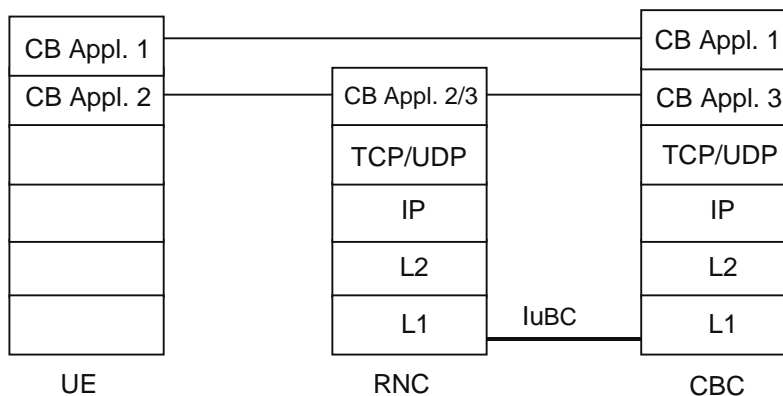 CB Appl. 1
CB Appl. 1
CB Appl. 2
CB Appl. 2/3
CB Appl. 3
TCP/UDP
TCP/UDP
IP
IP
L2
L2
L1
IuBC
L1
UE
RNC
CBC